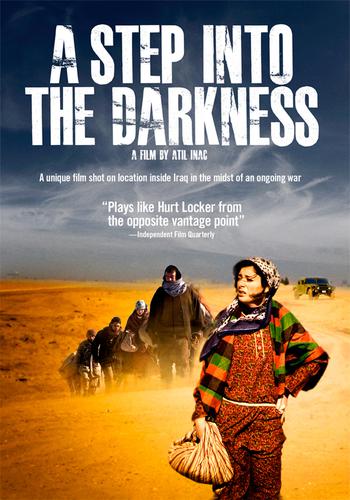 A STEP INTO
THE DARKNESS
A FILM BY ATIL INAC
A unique film shot on location inside Iraq in the midst of an ongoing war
“Plays like Hurt Locker from
the opposite vantage point”
—Independent Film Quarterly